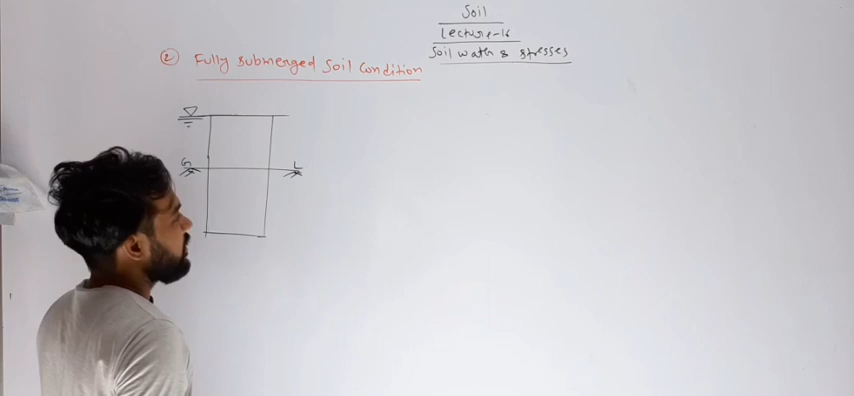 Soil
Lecture-16
Soil water & stresses
② Fully submerged Soil Condition
G L